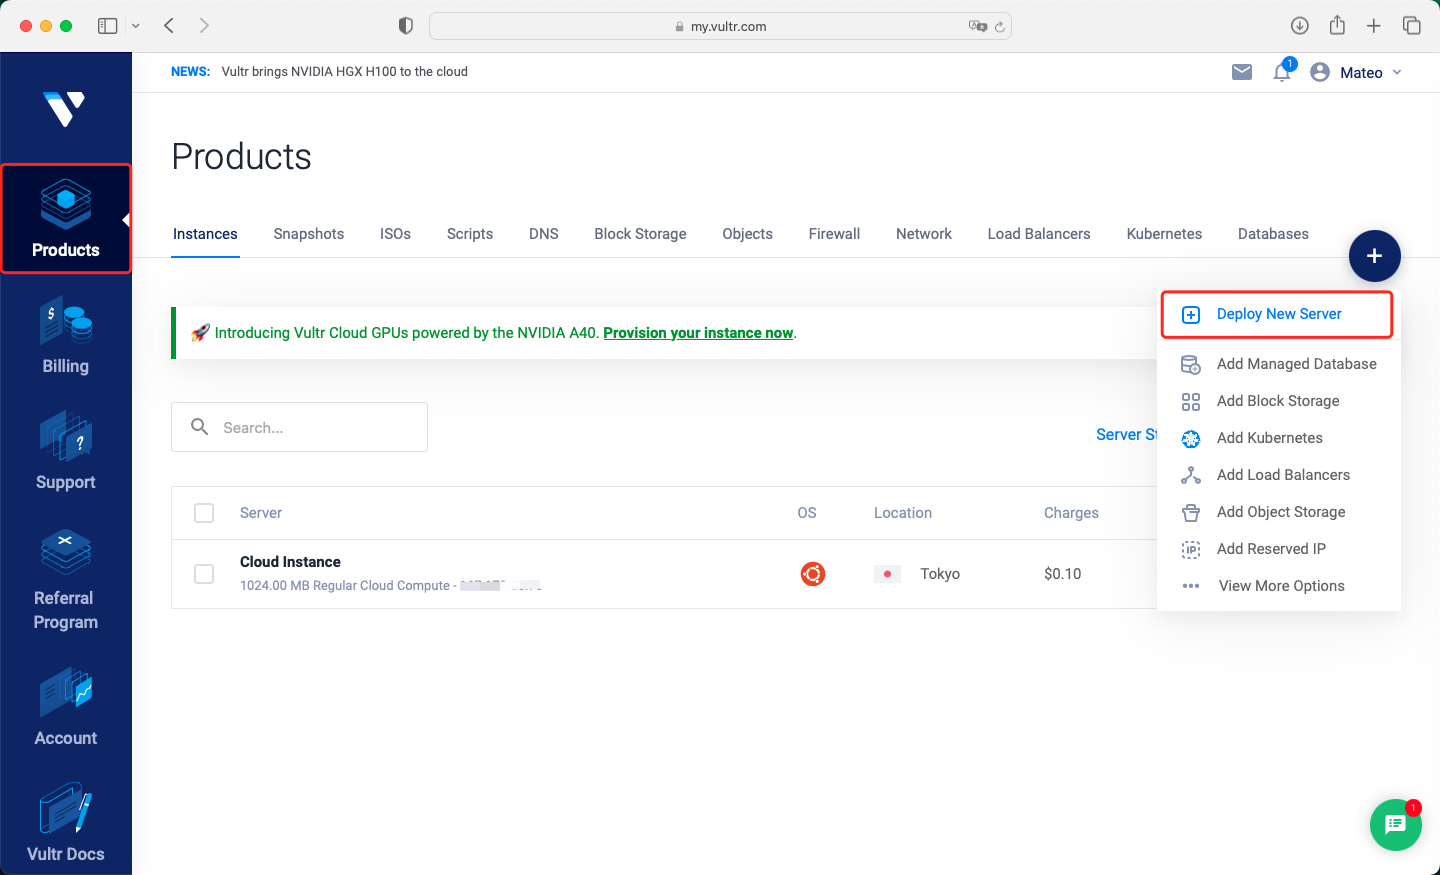 my.vultr.com
NEWS: Vultr brings NVIDIA HGX H100 to the cloud
1
Mateo
Products
Products
Billing
$
Support
?
Referral
Program
Account
Vultr Docs
Instances Snapshots ISOs Scripts DNS Block Storage Objects Firewall Network Load Balancers Kubernetes Databases
+
🚀 Introducing Vultr Cloud GPUs powered by the NVIDIA A40. Provision your instance now.
Search...
Server St
Server OS Location Charges
Cloud Instance
1024.00 MB Regular Cloud Compute -
Tokyo $0.10
Deploy New Server
Add Managed Database
Add Block Storage
Add Kubernetes
Add Load Balancers
Add Object Storage
IP Add Reserved IP
View More Options
1